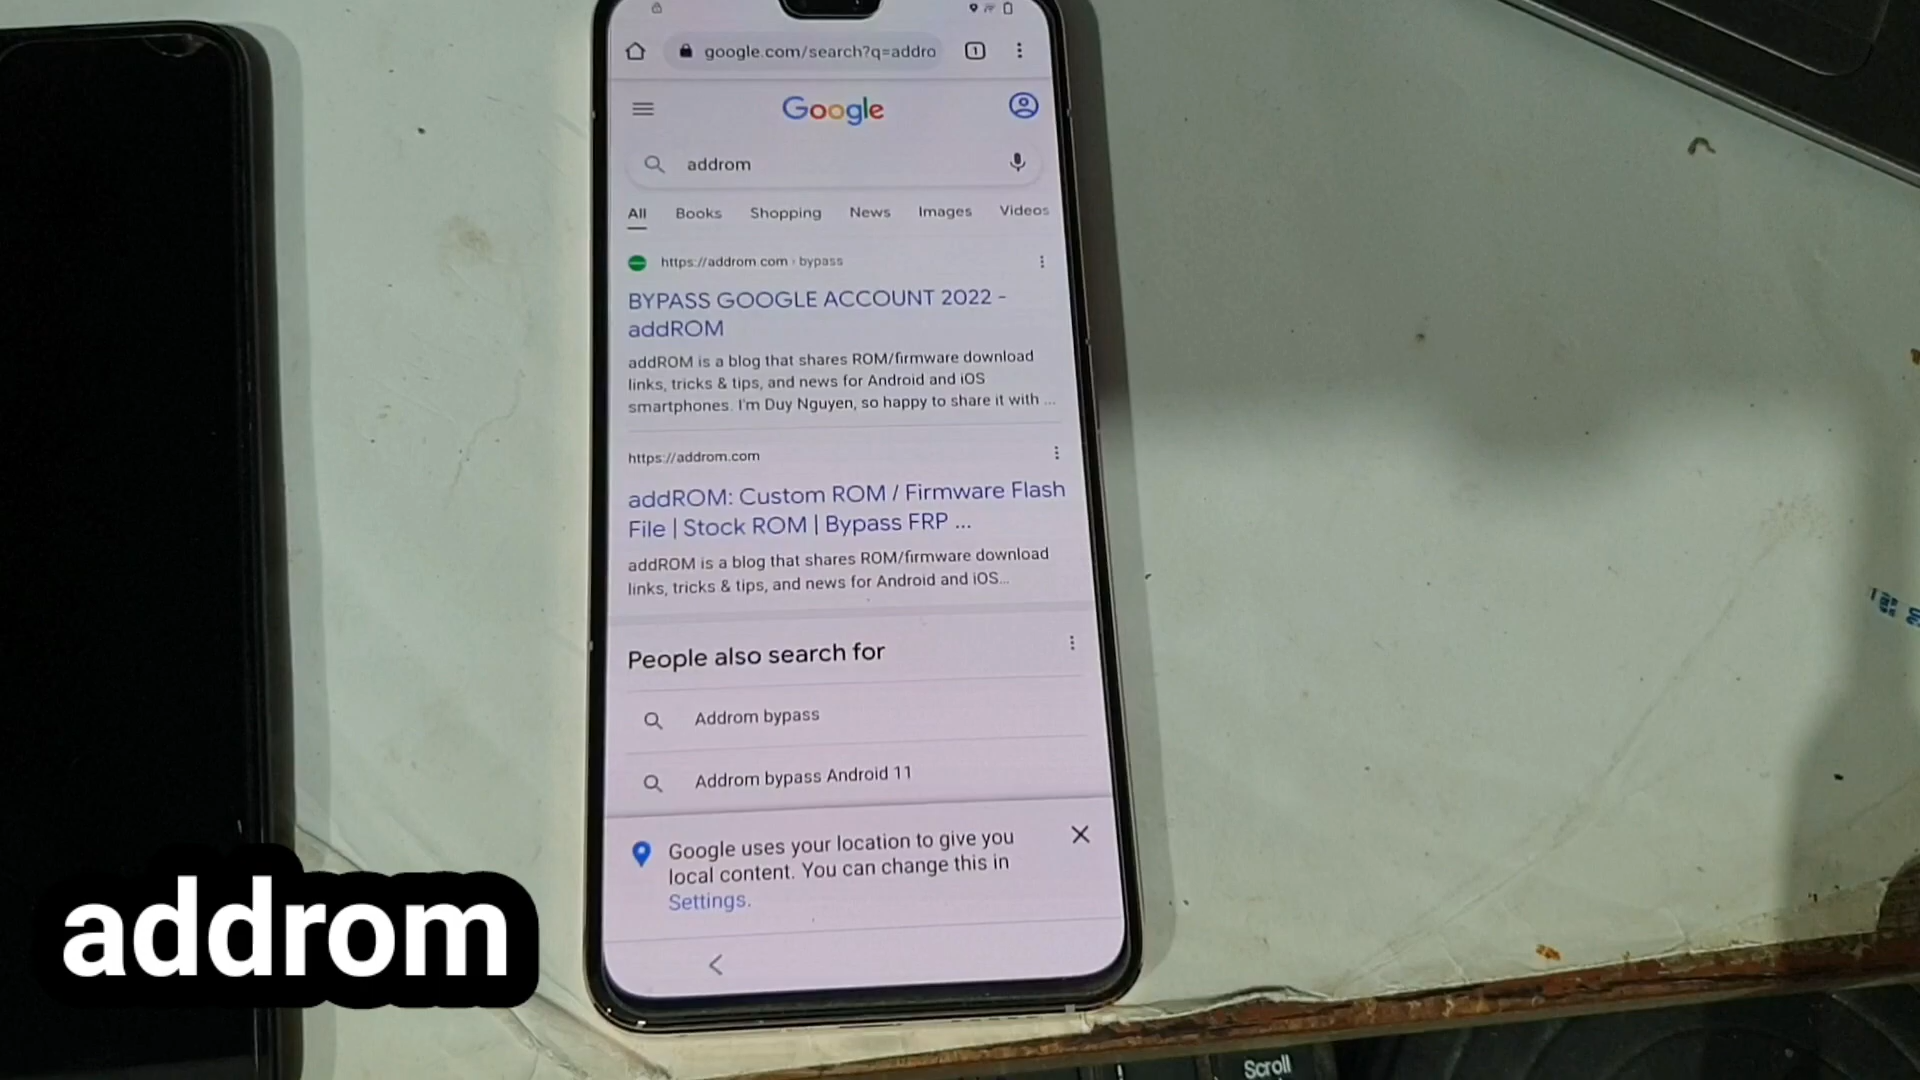 google.com/search?q=addro
1
Google
addrom
All Books Shopping News Images Videos
https://addrom.com › bypass
BYPASS GOOGLE ACCOUNT 2022 -
addROM
addROM is a blog that shares ROM/firmware download
links, tricks & tips, and news for Android and iOS
smartphones. I'm Duy Nguyen, so happy to share it with ...
https://addrom.com
addROM: Custom ROM / Firmware Flash
File | Stock ROM | Bypass FRP ...
addROM is a blog that shares ROM/firmware download
links, tricks & tips, and news for Android and iOS...
People also search for
Addrom bypass
Addrom bypass Android 11
Google uses your location to give you
local content. You can change this in
Settings.
addrom
Scroll